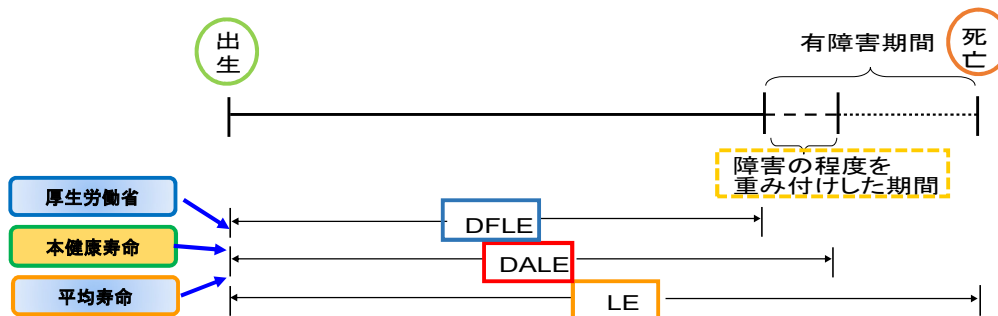 出
生
有障害期間
死
亡
障害の程度を
重み付けした期間
厚生労働省
DFLE
本健康寿命
DALE
平均寿命
LE